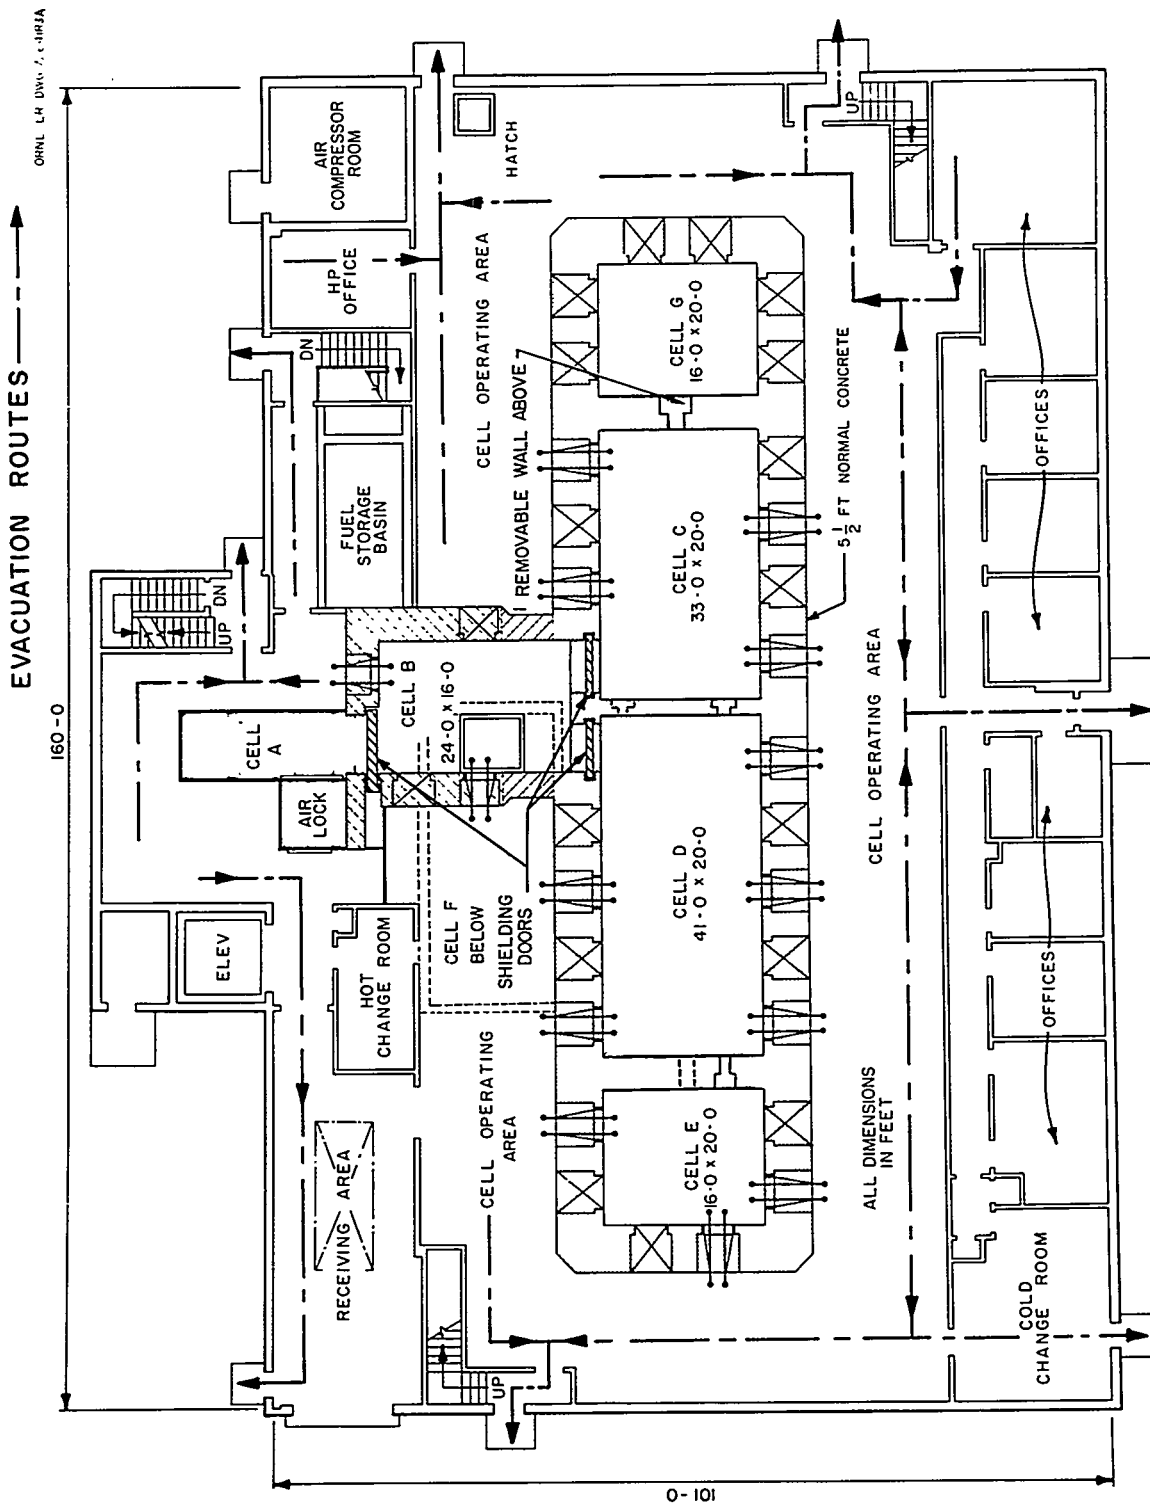 EVACUATION ROUTES
160-0
AIR
COMPRESSOR
ROOM
HP
OFFICE
DN
FUEL
STORAGE
BASIN
DN
UP
CELL
A
AIR
LOCK
ELEV
HOT
CHANGE ROOM
RECEIVING AREA
UP
HATCH
CELL OPERATING AREA
REMOVABLE WALL ABOVE
CELL B
24-0 x 16-0
CELL F
BELOW
SHIELDING
DOORS
CELL OPERATING
AREA
UP
CELL G
16-0 x 20-0
CELL C
33-0 x 20-0
CELL D
41-0 x 20-0
CELL E
16-0 x 20-0
5 1/2 FT NORMAL CONCRETE
CELL OPERATING AREA
ALL DIMENSIONS
IN FEET
OFFICES
OFFICES
COLD
CHANGE ROOM
101-0